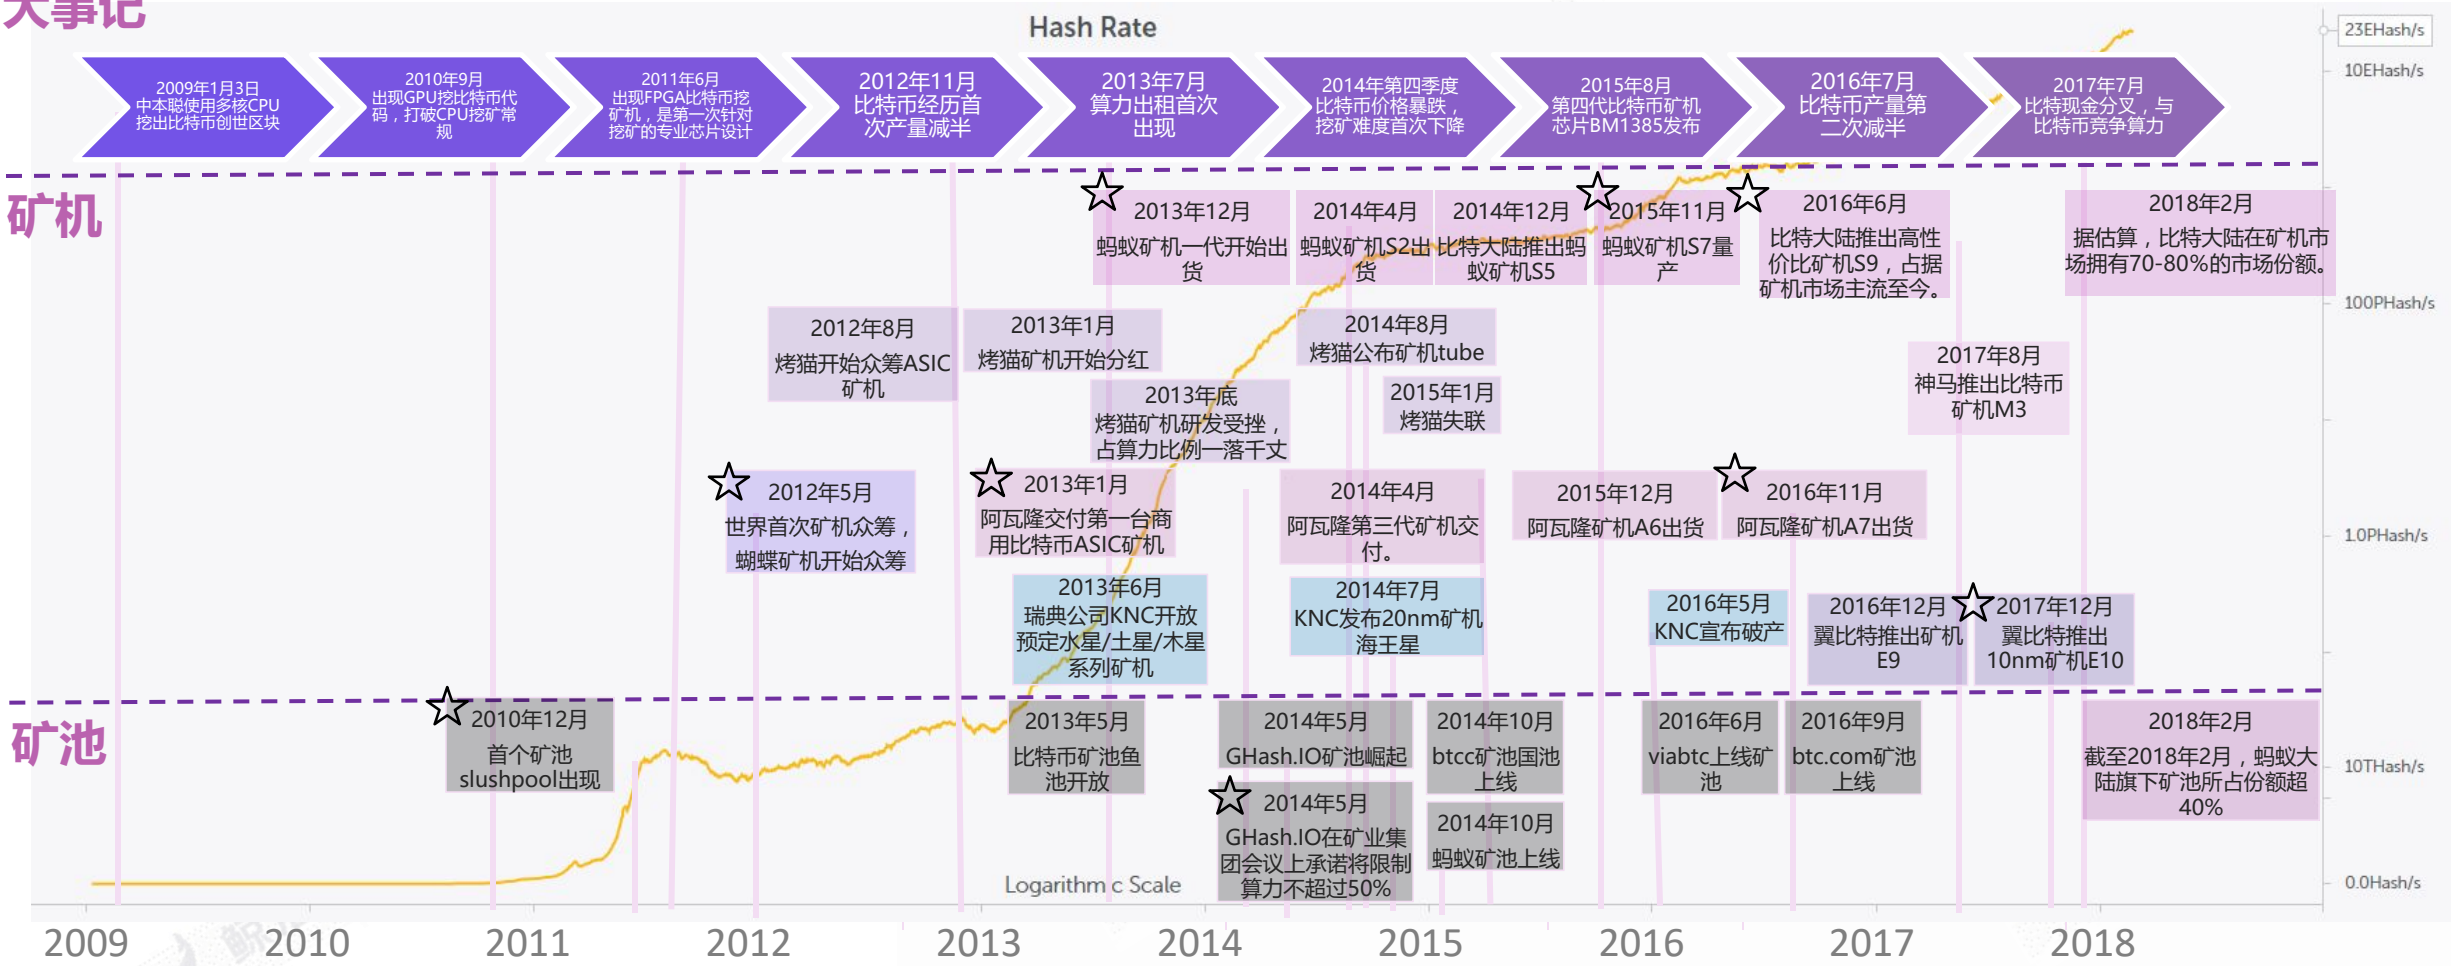 大事记
Hash Rate
23EHash/s
10EHash/s
2009年1月3日
中本聪使用多核CPU
挖出比特币创世区块
2010年9月
出现GPU挖比特币代
码，打破CPU挖矿常
规
2011年6月
出现FPGA比特币挖
矿机，是第一次针对
挖矿的专业芯片设计
2012年11月
比特币经历首
次产量减半
2013年7月
算力出租首次
出现
2014年第四季度
比特币价格暴跌，
挖矿难度首次下降
2015年8月
第四代比特币矿机
芯片BM1385发布
2016年7月
比特币产量第
二次减半
2017年7月
比特现金分叉，与
比特币竞争算力
矿机
2013年12月
蚂蚁矿机一代开始出
货
2014年4月
蚂蚁矿机S2出
货
2014年12月
比特大陆推出蚂
蚁矿机S5
2015年11月
蚂蚁矿机S7量
产
2016年6月
比特大陆推出高性
价比矿机S9，占据
矿机市场主流至今。
2018年2月
据估算，比特大陆在矿机市
场拥有70-80%的市场份额。
100PHash/s
2012年8月
烤猫开始众筹ASIC
矿机
2013年1月
烤猫矿机开始分红
2014年8月
烤猫公布矿机tube
2013年底
烤猫矿机研发受挫，
占算力比例一落千丈
2015年1月
烤猫失联
2017年8月
神马推出比特币
矿机M3
2012年5月
世界首次矿机众筹，
蝴蝶矿机开始众筹
2013年1月
阿瓦隆交付第一台商
用比特币ASIC矿机
2014年4月
阿瓦隆第三代矿机交
付。
2015年12月
阿瓦隆矿机A6出货
2016年11月
阿瓦隆矿机A7出货
1.0PHash/s
2013年6月
瑞典公司KNC开放
预定水星/土星/木星
系列矿机
2014年7月
KNC发布20nm矿机
海王星
2016年5月
KNC宣布破产
2016年12月
翼比特推出矿机
E9
2017年12月
翼比特推出
10nm矿机E10
矿池
2010年12月
首个矿池
slushpool出现
2013年5月
比特币矿池鱼
池开放
2014年5月
GHash.IO矿池崛起
2014年10月
btcc矿池国池
上线
2016年6月
viabtc上线矿
池
2016年9月
btc.com矿池
上线
2018年2月
截至2018年2月，蚂蚁大
陆旗下矿池所占份额超
40%
10THash/s
2014年5月
GHash.IO在矿业集
团会议上承诺将限制
算力不超过50%
2014年10月
蚂蚁矿池上线
Logarithm c Scale
0.0Hash/s
2009
2010
2011
2012
2013
2014
2015
2016
2017
2018